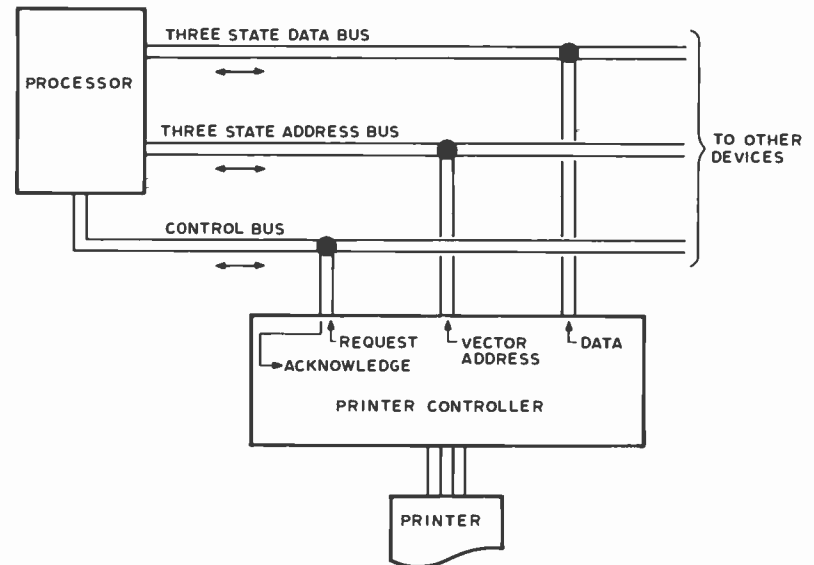 THREE STATE DATA BUS
PROCESSOR
THREE STATE ADDRESS BUS
TO OTHER
DEVICES
CONTROL BUS
REQUEST
VECTOR
ADDRESS
DATA
ACKNOWLEDGE
PRINTER CONTROLLER
PRINTER